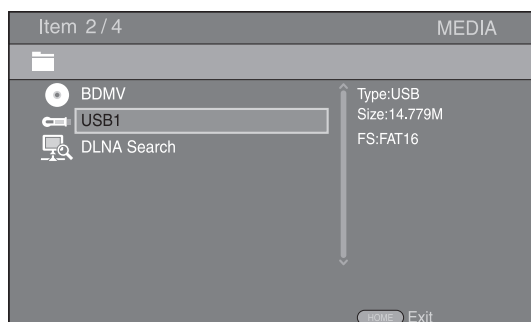 Item 2/4
MEDIA
BDMV
USB1
DLNA Search
Type:USB
Size:14.779M
FS:FAT16
HOME Exit